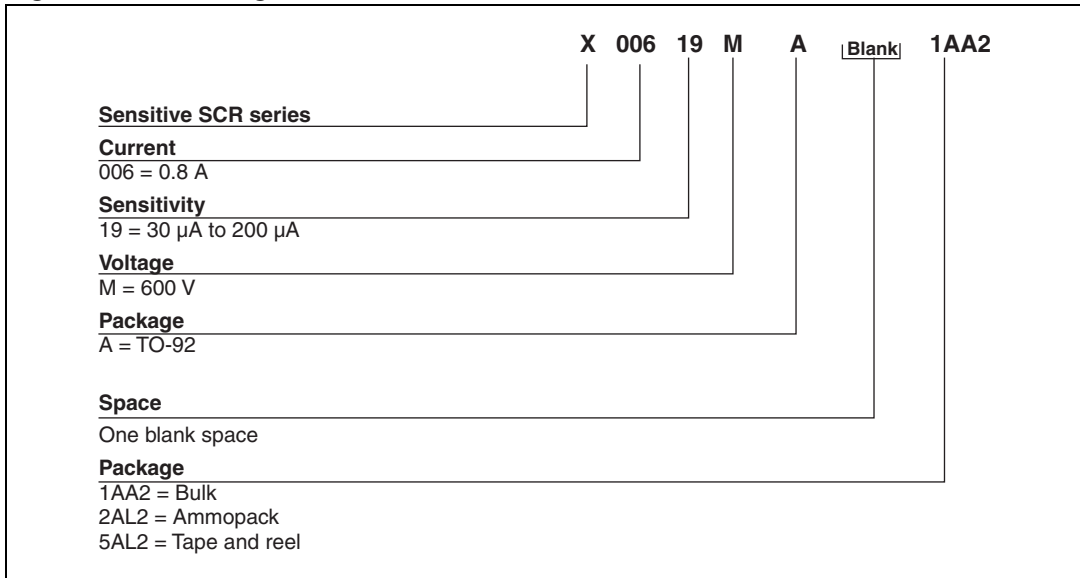 X 006 19 M A Blank 1AA2
Sensitive SCR series
Current
006 = 0.8 A
Sensitivity
19 = 30 µA to 200 µA
Voltage
M = 600 V
Package
A = TO-92
Space
One blank space
Package
1AA2 = Bulk
2AL2 = Ammopack
5AL2 = Tape and reel